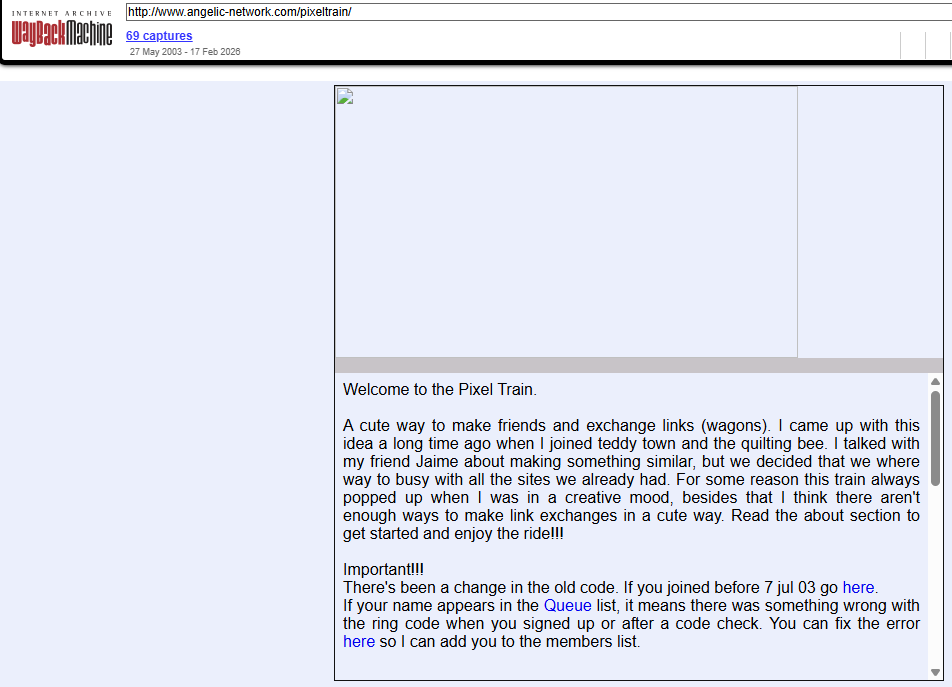 INTERNET ARCHIVE
WayBackMachine
http://www.angelic-network.com/pixeltrain/
69 captures
27 May 2003 - 17 Feb 2026
Welcome to the Pixel Train.
A cute way to make friends and exchange links (wagons). I came up with this
idea a long time ago when I joined teddy town and the quilting bee. I talked with
my friend Jaime about making something similar, but we decided that we where
way to busy with all the sites we already had. For some reason this train always
popped up when I was in a creative mood, besides that I think there aren't
enough ways to make link exchanges in a cute way. Read the about section to
get started and enjoy the ride!!!
Important!!!
There's been a change in the old code. If you joined before 7 jul 03 go here.
If your name appears in the Queue list, it means there was something wrong with
the ring code when you signed up or after a code check. You can fix the error
here so I can add you to the members list.